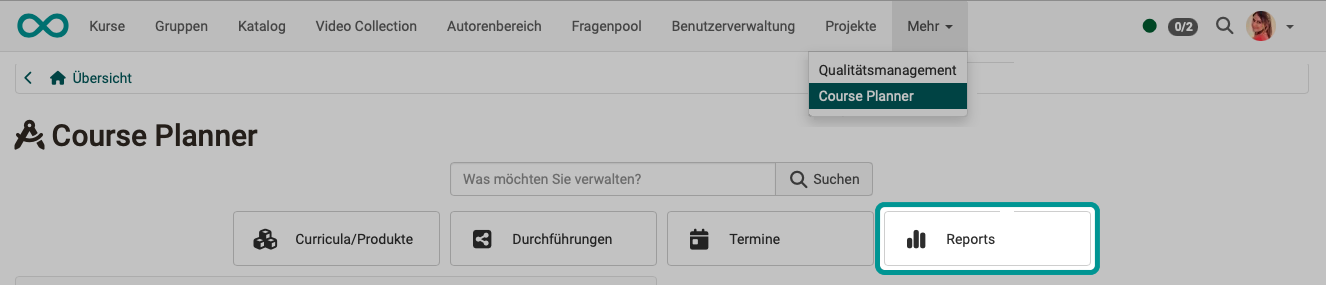 Kurse Gruppen Katalog Video Collection Autorenbereich Fragenpool Benutzerverwaltung Projekte Mehr 0/2
Qualitätsmanagement
Course Planner
Übersicht
Course Planner
Was möchten Sie verwalten? Suchen
Curricula/Produkte Durchführungen Termine Reports